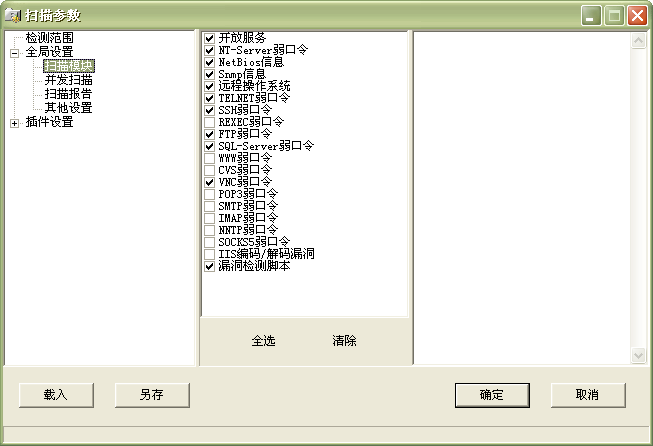 扫描参数
检测范围
全局设置
扫描模块
并发扫描
扫描报告
其他设置
插件设置
开放服务
NT-Server弱口令
NetBios信息
Snmp信息
远程操作系统
TELNET弱口令
SSH弱口令
REXEC弱口令
FTP弱口令
SQL-Server弱口令
WWW弱口令
CVS弱口令
VNC弱口令
POP3弱口令
SMTP弱口令
IMAP弱口令
NNTP弱口令
SOCKS5弱口令
IIS编码/解码漏洞
漏洞检测脚本
全选 清除
载入 另存 确定 取消